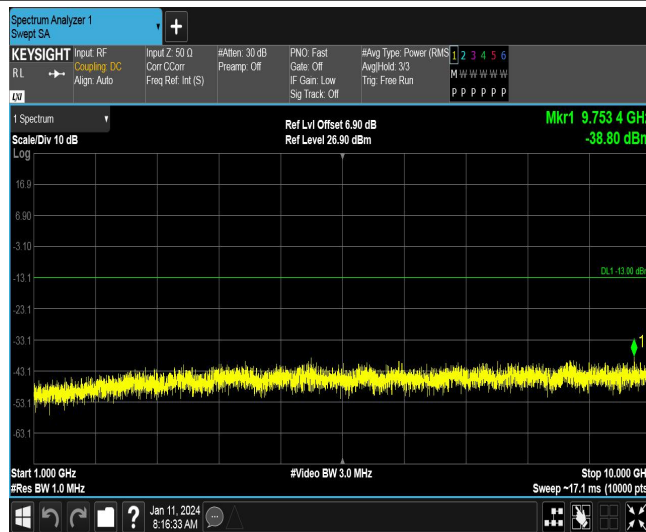 Spectrum Analyzer 1
Swept SA
+
KEYSIGHT
RL
LXI
Input: RF
Coupling: DC
Align: Auto
Input Z: 50 Ω
Corr CCorr
Freq Ref: Int (S)
#Atten: 30 dB
Preamp: Off
PNO: Fast
Gate: Off
IF Gain: Low
Sig Track: Off
#Avg Type: Power (RMS
Avg|Hold: 3/3
Trig: Free Run
1 2 3 4 5 6
M W W W W W
P P P P P P
1 Spectrum
Scale/Div 10 dB
Log
Ref Lvl Offset 6.90 dB
Ref Level 26.90 dBm
Mkr1 9.753 4 GHz
-38.80 dBm
16.9
6.90
-3.10
-13.1
-23.1
-33.1
-43.1
-53.1
-63.1
DL1 -13.00 dBm
1
Start 1.000 GHz
#Res BW 1.0 MHz
#Video BW 3.0 MHz
Stop 10.000 GHz
Sweep ~17.1 ms (10000 pts
?
Jan 11, 2024
8:16:33 AM